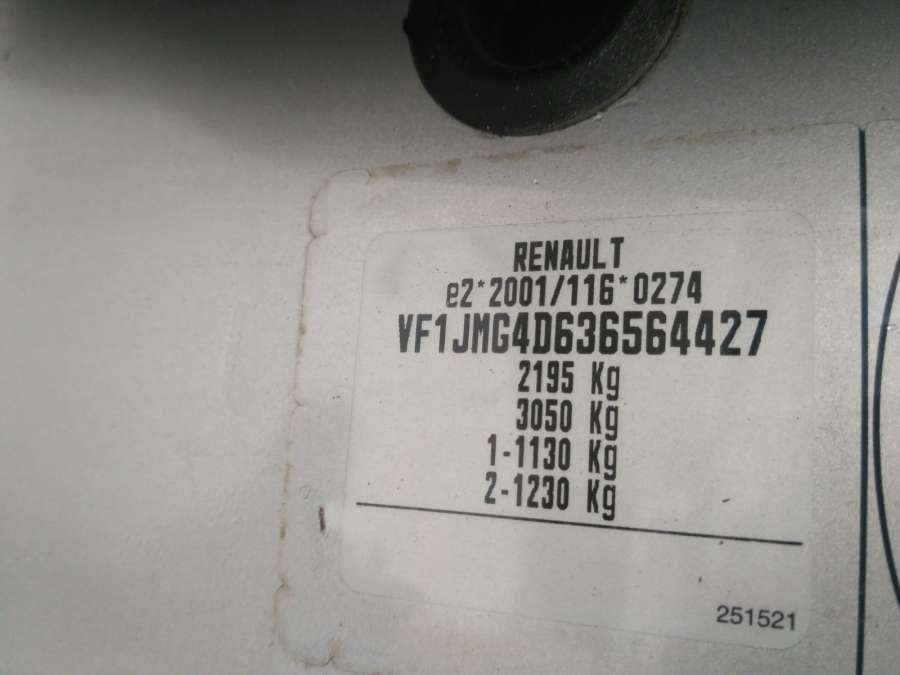 RENAULT
e2*2001/116*0274
VF1JMG4D636564427
2195 Kg
3050 Kg
1-1130 Kg
2-1230 Kg
251521